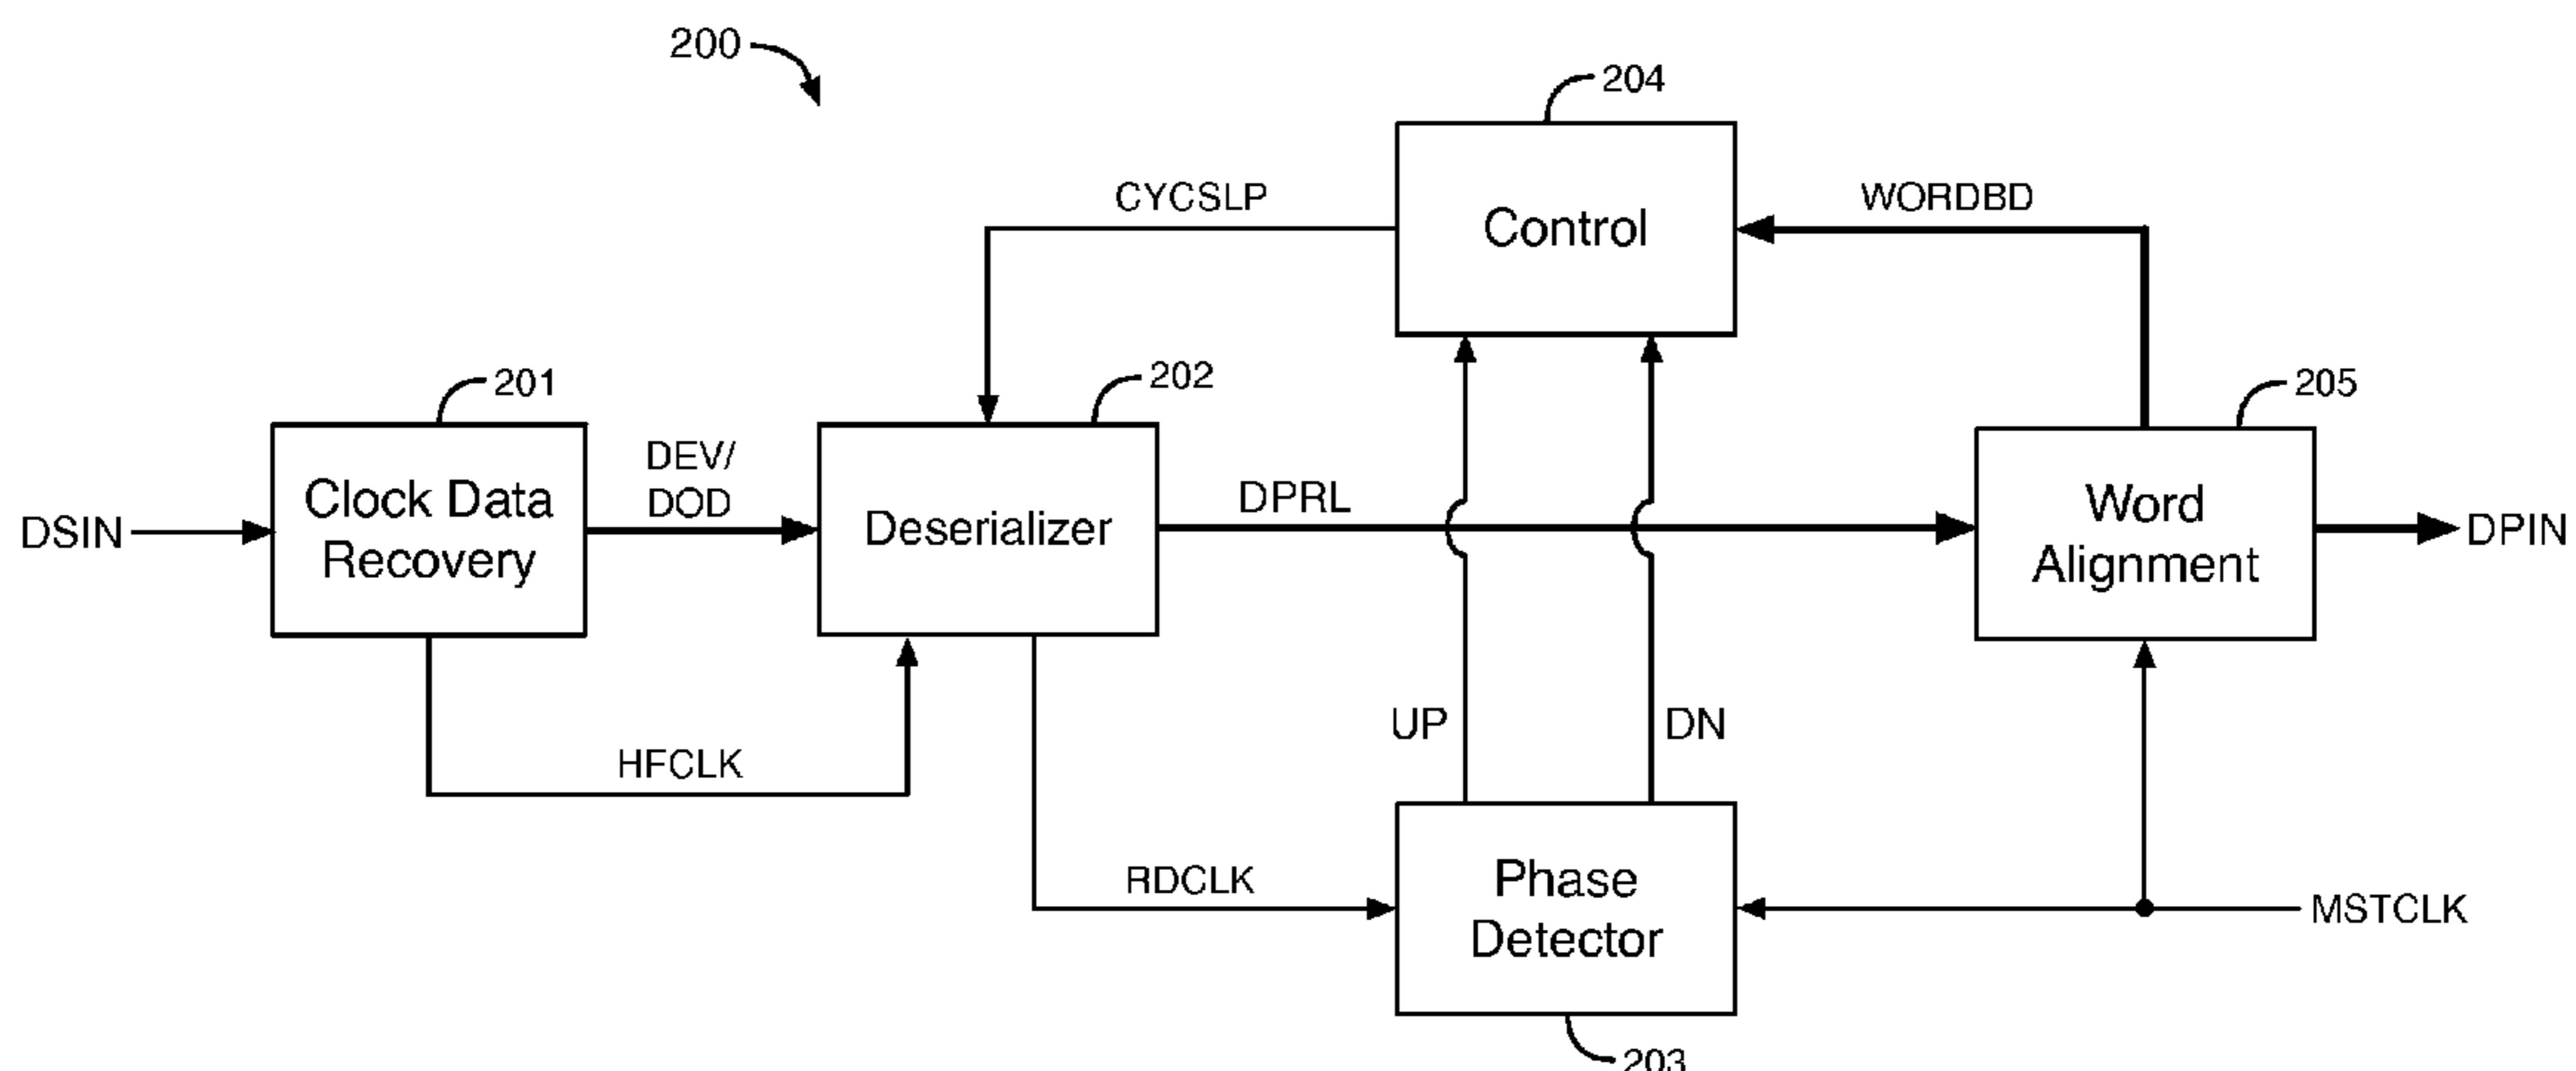 200
204
CYCSLP
WORDBD
Control
201
202
205
DEV/
DOD
Clock Data
Recovery
DSIN
Deserializer
DPRL
Word
Alignment
DPIN
UP
DN
HFCLK
RDCLK
Phase
Detector
MSTCLK
203